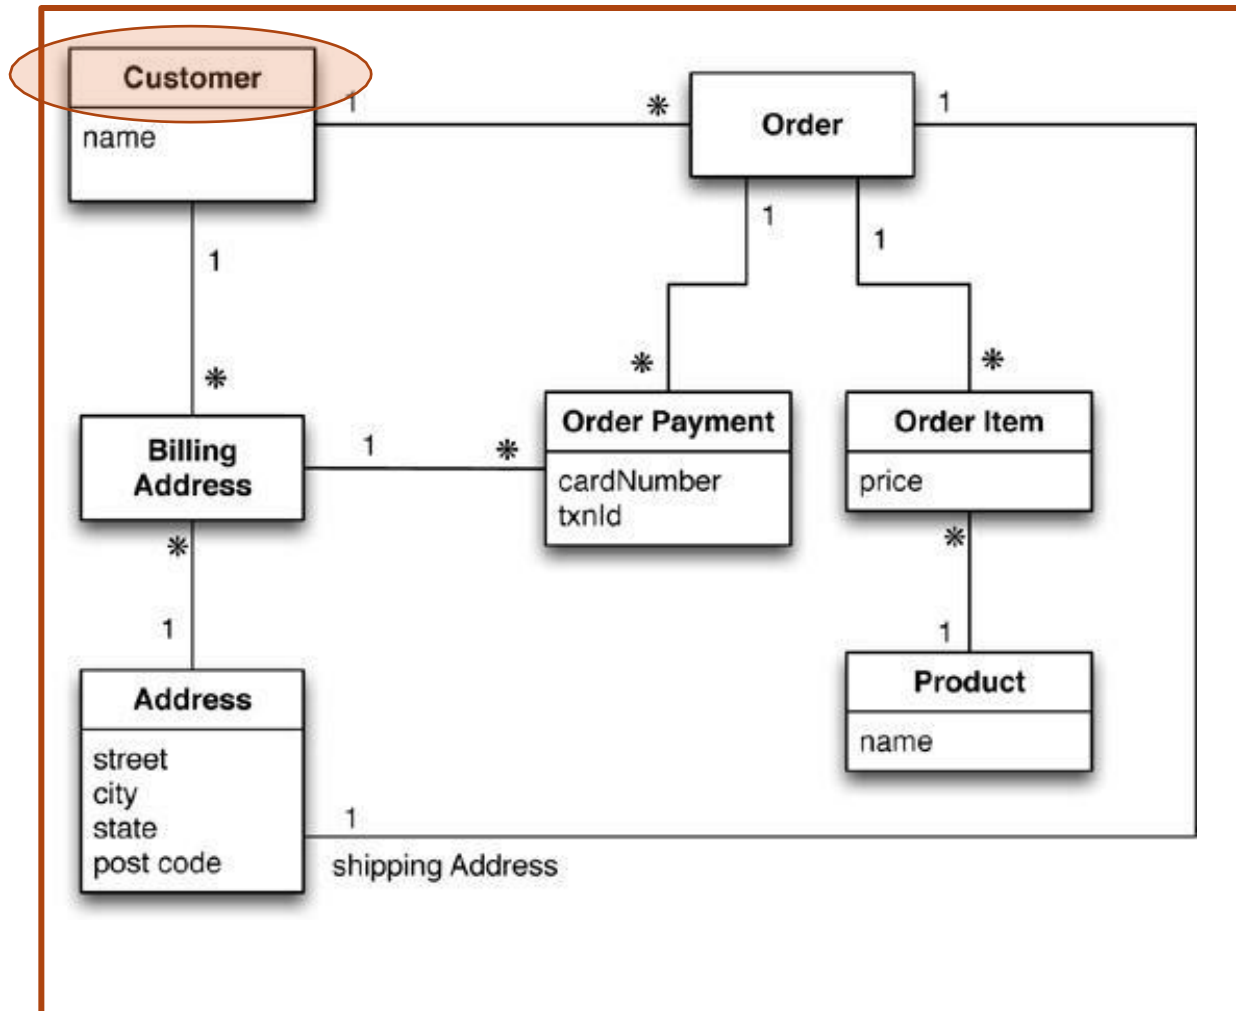 Customer
name
1
*
Order
1
1
1
1
*
*
*
Billing
Address
1
*
Order Payment
cardNumber
txnId
Order Item
price
*
1
*
1
Address
street
city
state
post code
Product
name
1
shipping Address